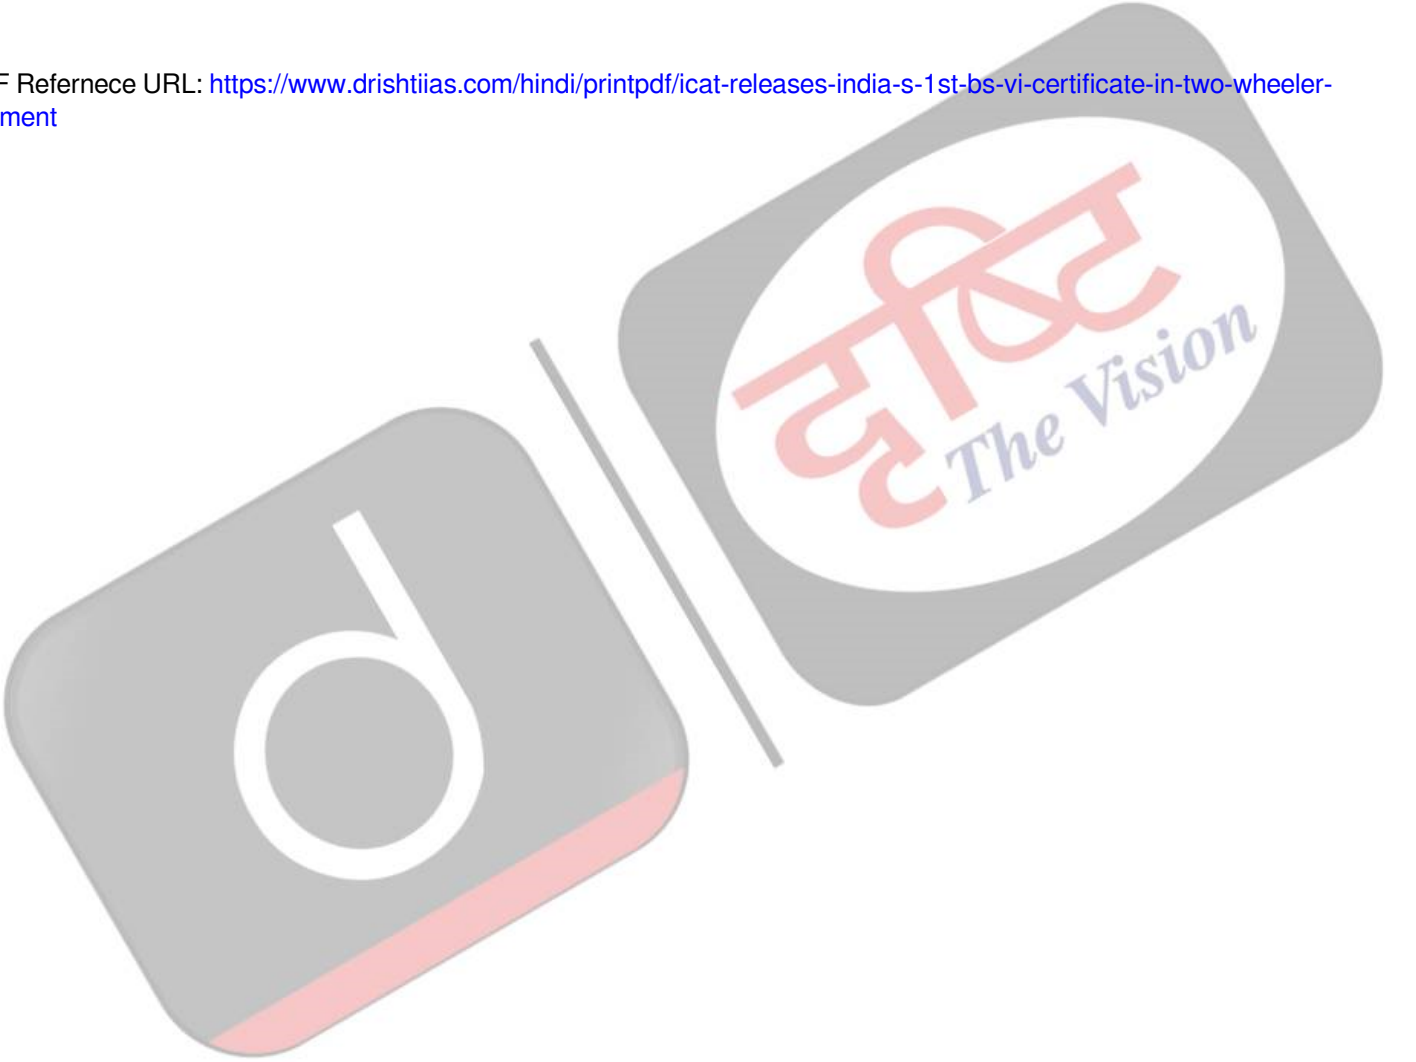 F Refernece URL: https://www.drishtiias.com/hindi/printpdf/icat-releases-india-s-1st-bs-vi-certificate-in-two-wheeler-
ment
दृष्टि
The Vision
d